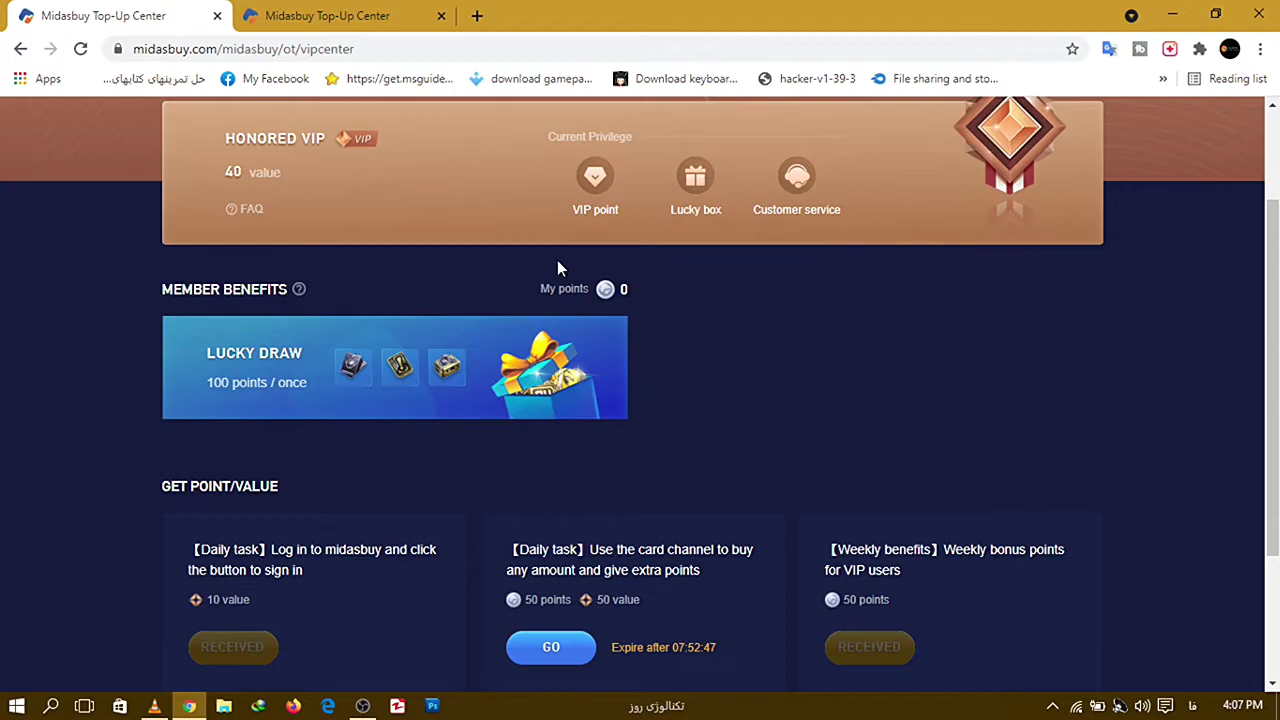 Midasbuy Top-Up Center
Midasbuy Top-Up Center
midasbuy.com/midasbuy/ot/vipcenter
Apps
حل تمرینهای کتابهای...
My Facebook
https://get.msguide...
download gamepa...
Download keyboar...
hacker-v1-39-3
File sharing and sto...
»
Reading list
HONORED VIP
VIP
Current Privilege
40 value
FAQ
VIP point
Lucky box
Customer service
MEMBER BENEFITS
My points 0
LUCKY DRAW
100 points / once
GET POINT/VALUE
【Daily task】Log in to midasbuy and click
the button to sign in
10 value
RECEIVED
【Daily task】Use the card channel to buy
any amount and give extra points
50 points 50 value
GO
Expire after 07:52:47
【Weekly benefits】Weekly bonus points
for VIP users
50 points
RECEIVED
تکنالوژی روز
فا
4:07 PM